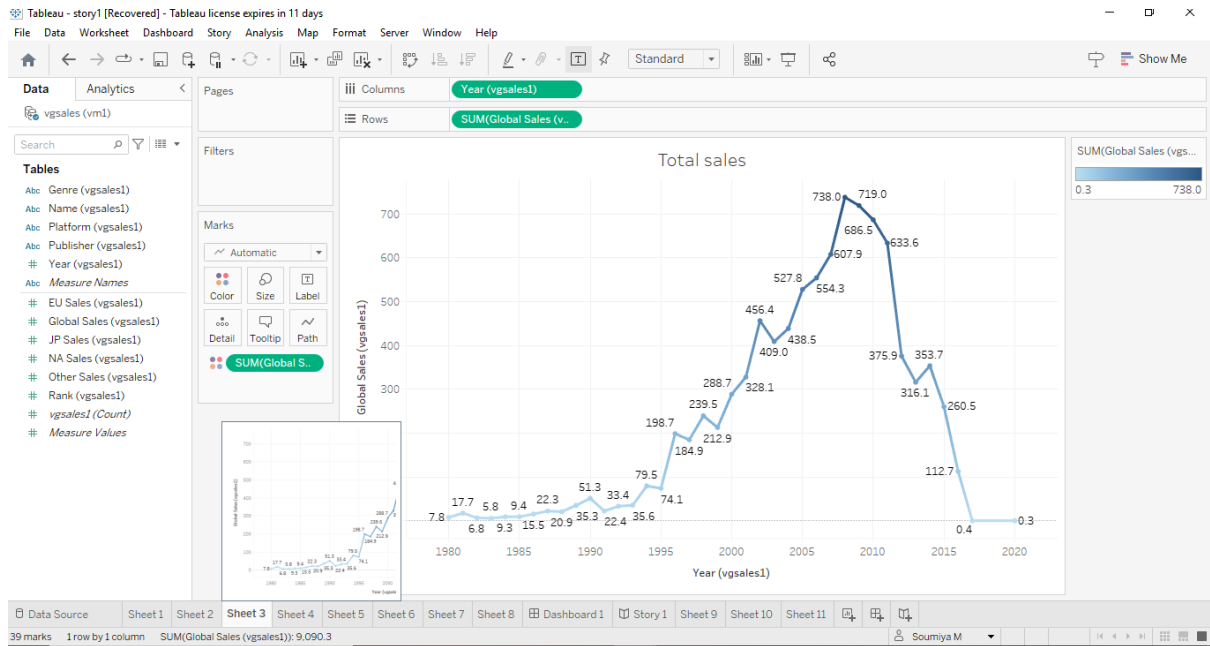 Tableau - story1 [Recovered] - Tableau license expires in 11 days
File Data Worksheet Dashboard Story Analysis Map Format Server Window Help
Standard
Show Me
Data Analytics
vgsales (vm1)
Search
Tables
Abc Genre (vgsales1)
Abc Name (vgsales1)
Abc Platform (vgsales1)
Abc Publisher (vgsales1)
# Year (vgsales1)
Abc Measure Names
# EU Sales (vgsales1)
# Global Sales (vgsales1)
# JP Sales (vgsales1)
# NA Sales (vgsales1)
# Other Sales (vgsales1)
# Rank (vgsales1)
# vgsales1 (Count)
# Measure Values
Pages
Filters
Marks
Automatic
Color Size Label
Detail Tooltip Path
SUM(Global S..
Columns Year (vgsales1)
Rows SUM(Global Sales (v..
Total sales
Global Sales (vgsales1)
700
600
500
400
300
7.8
17.7
6.8
5.8
9.3
9.4
15.5
22.3
20.9
35.3
51.3
22.4
33.4
35.6
79.5
74.1
198.7
184.9
239.5
212.9
288.7
328.1
456.4
409.0
438.5
527.8
554.3
607.9
738.0
719.0
686.5
633.6
375.9
316.1
353.7
260.5
112.7
0.4
0.3
1980 1985 1990 1995 2000 2005 2010 2015 2020
Year (vgsales1)
SUM(Global Sales (vgs...
0.3 738.0
Data Source Sheet 1 Sheet 2 Sheet 3 Sheet 4 Sheet 5 Sheet 6 Sheet 7 Sheet 8 Dashboard 1 Story 1 Sheet 9 Sheet 10 Sheet 11
39 marks 1 row by 1 column SUM(Global Sales (vgsales1)): 9,090.3
Soumiya M